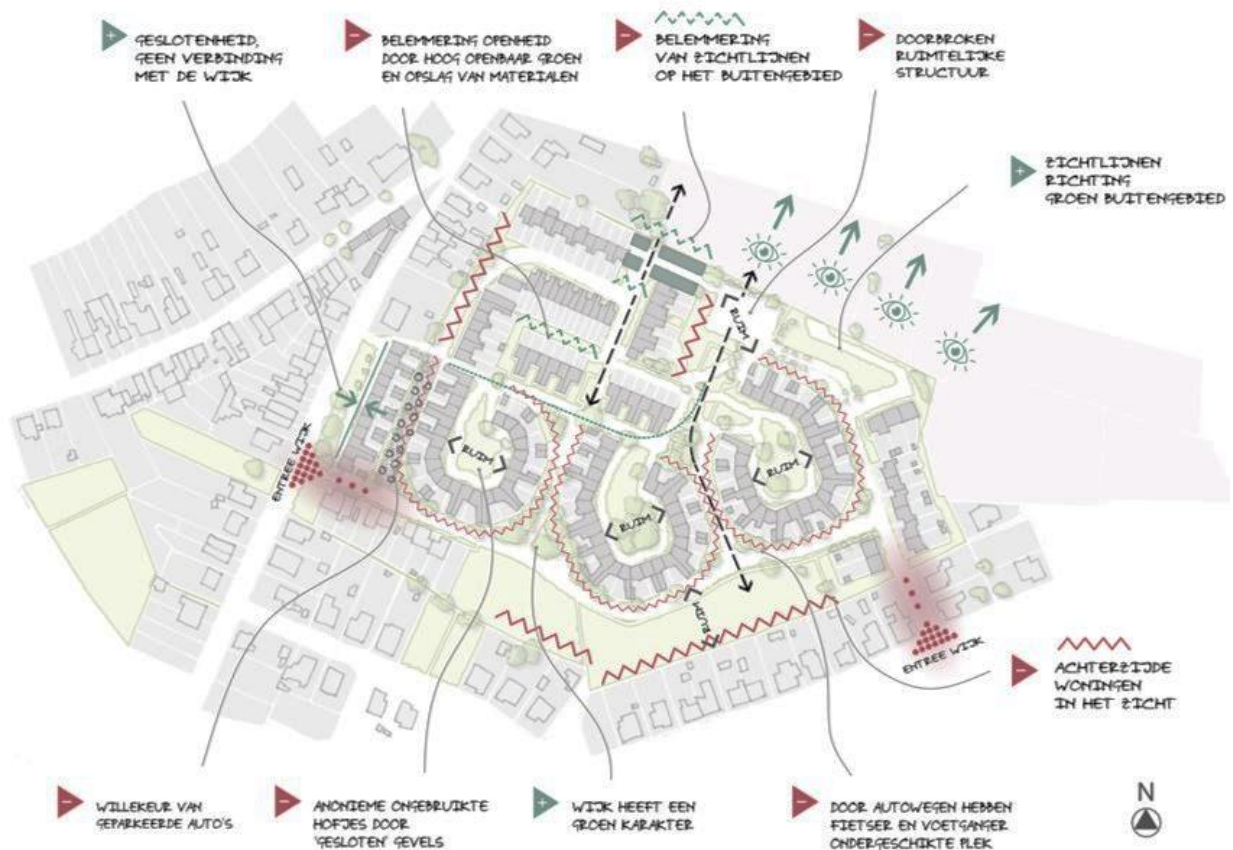 +
GESLOTENHEID,
GEEN VERBINDING
MET DE WIJK
-
BELEMMERING OPENHEID
DOOR HOOG OPENBAAR GROEN
EN OPSLAG VAN MATERIALEN
-
BELEMMERING
VAN ZICHTLIJNEN
OP HET BUITENGEBIED
-
DOORBROKEN
RUIMTELIJKE
STRUCTUUR
+
ZICHTLIJNEN
RICHTING
GROEN BUITENGEBIED
RUIM
RUIM
RUIM
RUIM
RUIM
ENTREE WIJK
ENTREE WIJK
-
ACHTERZIJDE
WONINGEN
IN HET ZICHT
-
WILLEKEUR VAN
GEPARKEERDE AUTO'S
-
ANONIEME ONGEBRUIKTE
HOFJES DOOR
'GESLOTEN' GEVELS
+
WIJK HEEFT EEN
GROEN KARAKTER
-
DOOR AUTOWEGEN HEBBEN
FIETSER EN VOETGANGER
ONDERGESCHIKTE PLEK
N